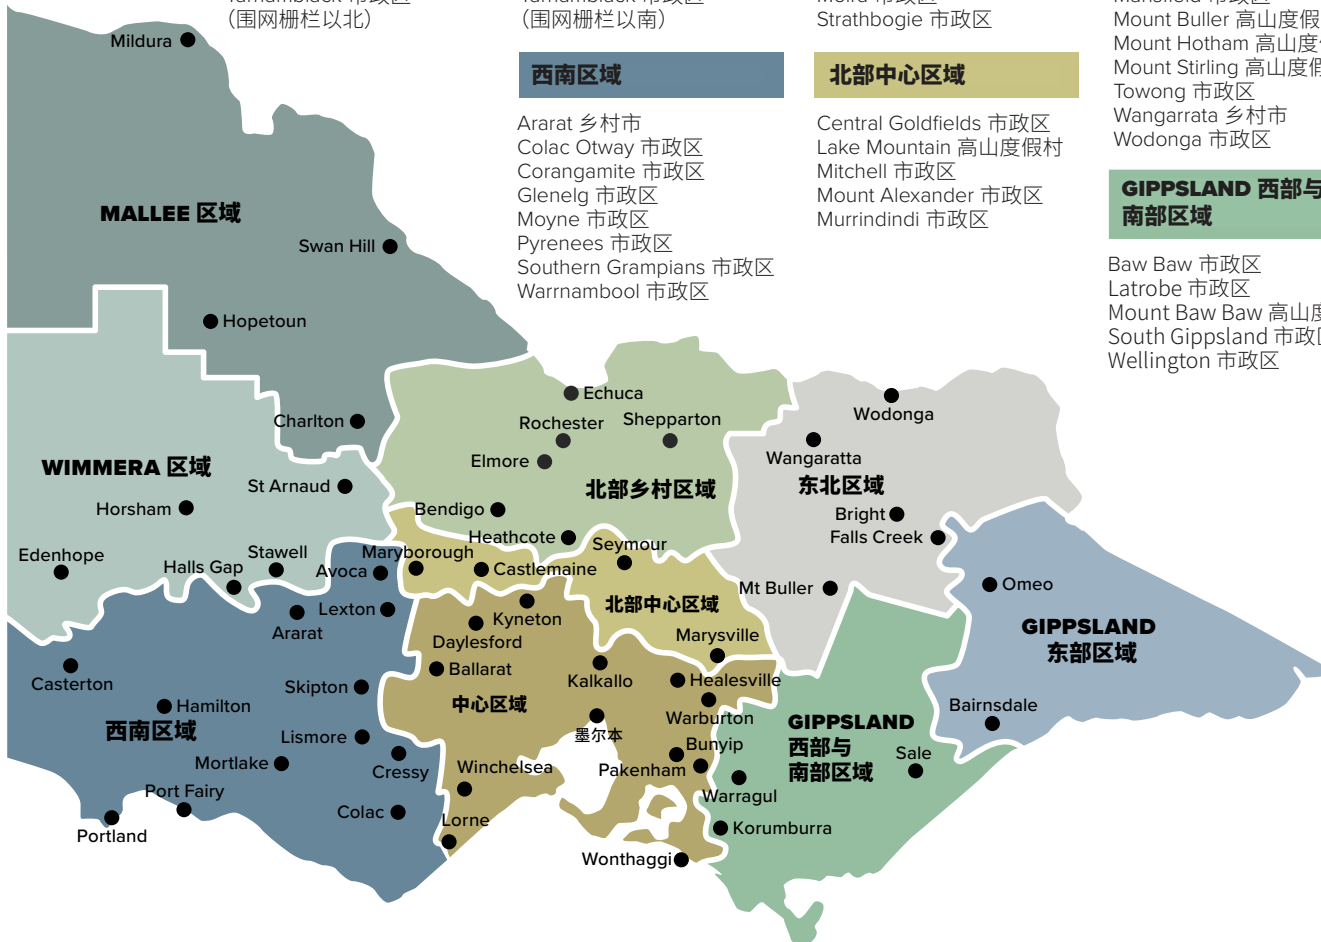 （围网栅栏以北）
（围网栅栏以南）
Strathbogie 市政区
Mount Buller 高山度假
Mount Hotham 高山度
Mount Stirling 高山度
Towong 市政区
Wangarrata 乡村市
Wodonga 市政区
西南区域
Ararat 乡村市
Colac Otway 市政区
Corangamite 市政区
Glenelg 市政区
Moyne 市政区
Pyrenees 市政区
Southern Grampians 市政区
Warrnambool 市政区
北部中心区域
Central Goldfields 市政区
Lake Mountain 高山度假村
Mitchell 市政区
Mount Alexander 市政区
Murrindindi 市政区
GIPPSLAND 西部与
南部区域
Baw Baw 市政区
Latrobe 市政区
Mount Baw Baw 高山度
South Gippsland 市政
Wellington 市政区
Mildura
MALLEE 区域
Swan Hill
Hopetoun
Charlton
WIMMERA 区域
St Arnaud
Horsham
Edenhope
Halls Gap
Stawell
Echuca
Rochester
Shepparton
Elmore
北部乡村区域
Bendigo
Heathcote
Wodonga
Wangaratta
东北区域
Bright
Falls Creek
Mt Buller
Maryborough
Castlemaine
Seymour
北部中心区域
Marysville
Avoca
Lexton
Ararat
Casterton
Hamilton
西南区域
Skipton
Lismore
Mortlake
Cressy
Port Fairy
Portland
Colac
Kyneton
Daylesford
Ballarat
中心区域
Kalkallo
墨尔本
Healesville
Warburton
Bunyip
Pakenham
Winchelsea
Lorne
Wonthaggi
GIPPSLAND
西部与
南部区域
Sale
Warragul
Korumburra
Omeo
GIPPSLAND
东部区域
Bairnsdale